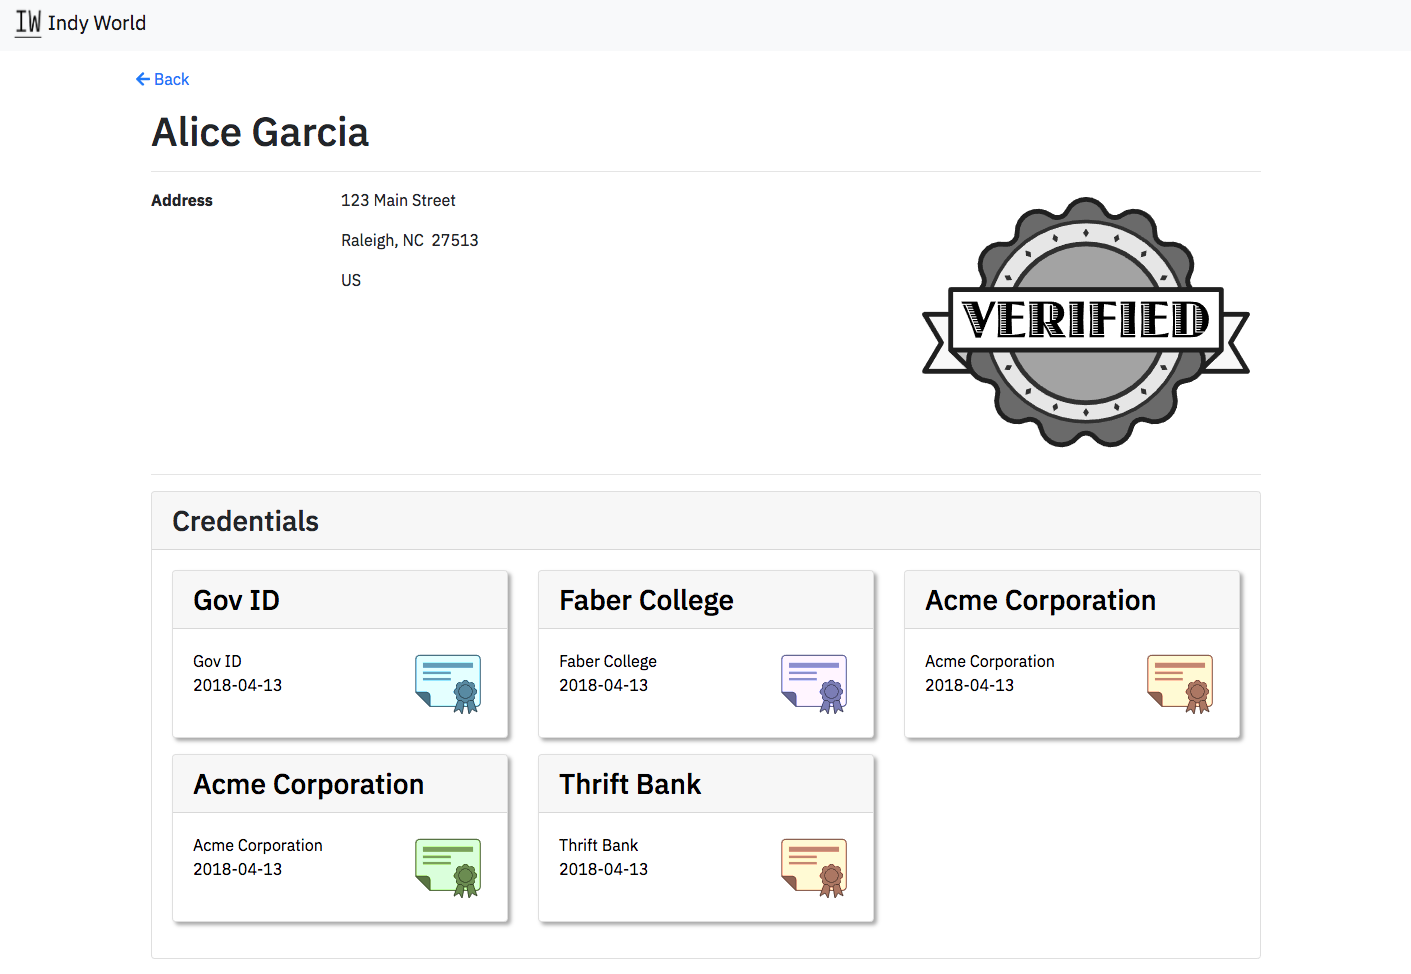 IW Indy World
Back
Alice Garcia
Address
123 Main Street
Raleigh, NC 27513
US
VERIFIED
Credentials
Gov ID
Gov ID
2018-04-13
Faber College
Faber College
2018-04-13
Acme Corporation
Acme Corporation
2018-04-13
Acme Corporation
Acme Corporation
2018-04-13
Thrift Bank
Thrift Bank
2018-04-13